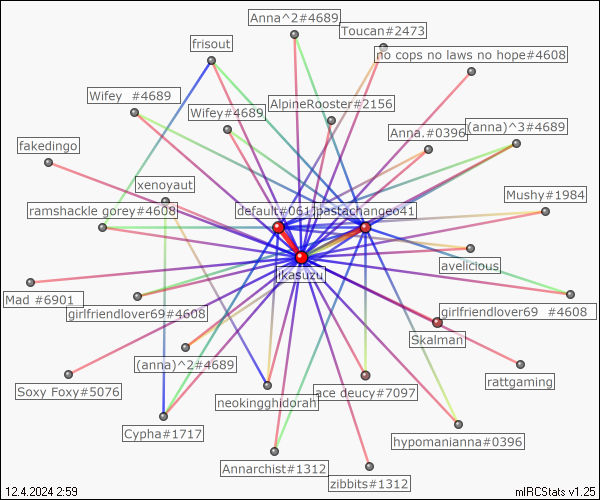 Anna^2#4689
Toucan#2473
frisout
no cops no laws no hope#4608
Wifey  #4689
AlpineRooster#2156
Wifey#4689
Anna.#0396
(anna)^3#4689
fakedingo
xenoyaut
Mushy#1984
ramshackle gorey#4608
default#061
pastachangeo41
likasuzu
avelicious
Mad #6901
girlfriendlover69#4608
girlfriendlover69  #4608
Skalman
(anna)^2#4689
rattgaming
Soxy Foxy#5076
neokingghidorah
ace deucy#7097
Cypha#1717
hypomanianna#0396
Annarchist#1312
zibbits#1312
12.4.2024 2:59
mIRCStats v1.25